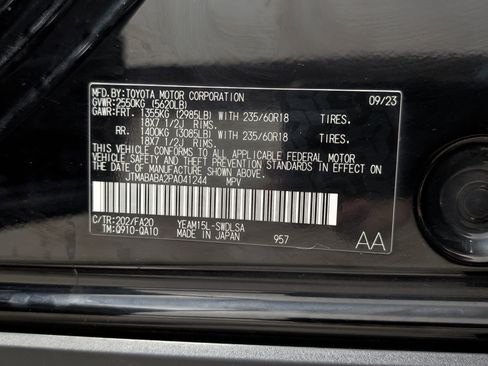 MFD. BY: TOYOTA MOTOR CORPORATION 09/23
GVWR: 2550KG (5620LB)
GAWR: FRT. 1355KG (2985LB) WITH 235/60R18 TIRES.
18X7 1/2J RIMS.
RR. 1400KG (3085LB) WITH 235/60R18 TIRES.
18X7 1/2J RIMS.
THIS VEHICLE CONFORMS TO ALL APPLICABLE FEDERAL MOTOR
VEHICLE SAFETY AND THEFT PREVENTION STANDARDS IN EFFECT
ON THE DATE OF MANUFACTURE SHOWN ABOVE.
JTMABABA2PA041244 MPV
C/TR: 202/FA20 YEAM15L-SWDLSA
TM: Q910-QA10 MADE IN JAPAN 957 AA